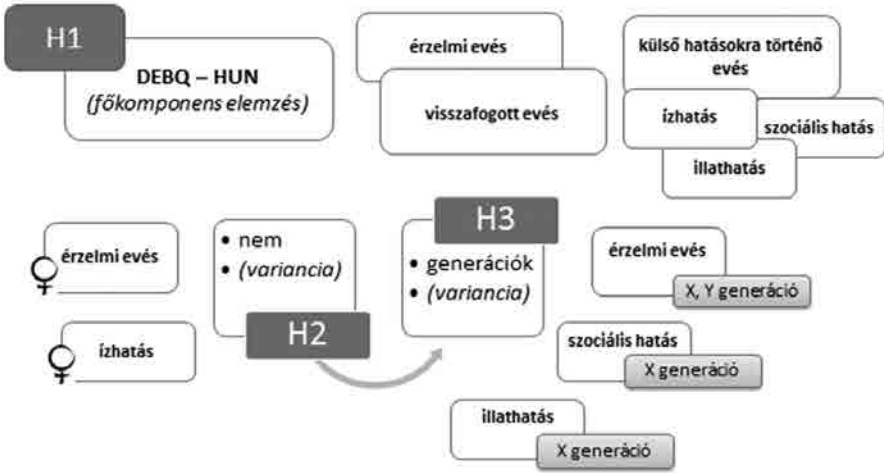 H1
DEBQ – HUN
(főkomponens elemzés)
érzelmi evés
visszafogott evés
külső hatásokra történő
evés
ízhatás
szociális hatás
illathatás
érzelmi evés
ízhatás
• nem
• (variancia)
H2
H3
• generációk
• (variancia)
érzelmi evés
X, Y generáció
szociális hatás
X generáció
illathatás
X generáció